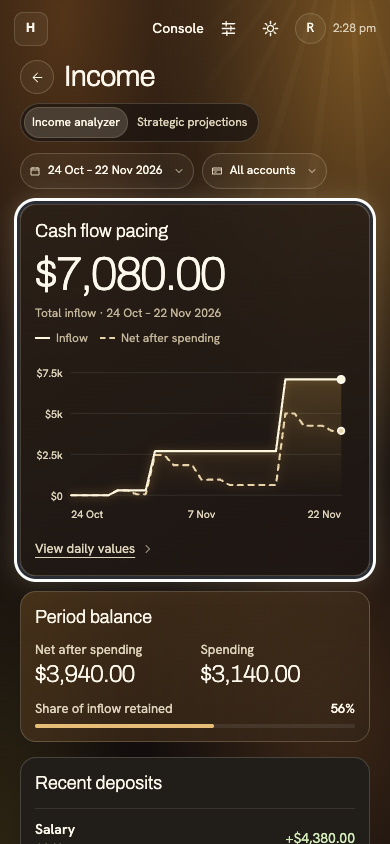 H
Console
R
2:28 pm
Income
Income analyzer
Strategic projections
24 Oct – 22 Nov 2026
All accounts
Cash flow pacing
$7,080.00
Total inflow · 24 Oct – 22 Nov 2026
Inflow
Net after spending
$7.5k
$5k
$2.5k
$0
24 Oct
7 Nov
22 Nov
View daily values
Period balance
Net after spending
Spending
$3,940.00
$3,140.00
Share of inflow retained
56%
Recent deposits
Salary
+$4,380.00